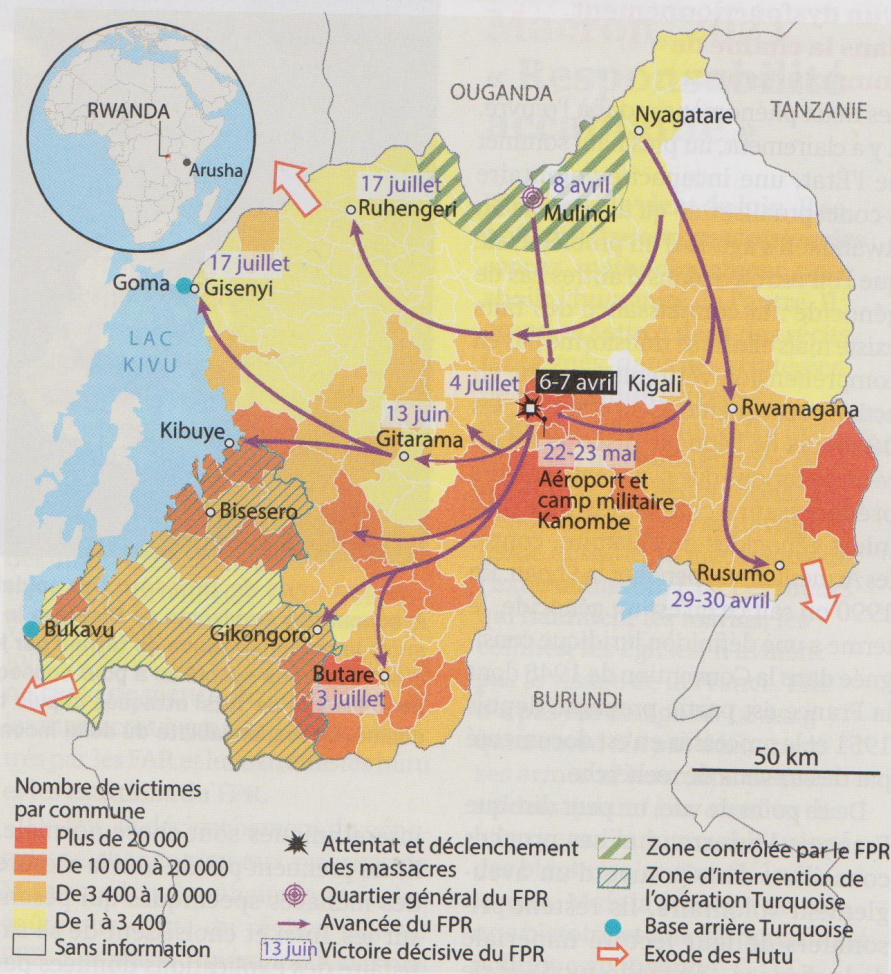 OUGANDA
TANZANIE
RWANDA
Arusha
Nyagatare
17 juillet
Ruhengeri
8 avril
Mulindi
17 juillet
Goma
Gisenyi
LAC
KIVU
4 juillet
6-7 avril
Kigali
Rwamagana
13 juin
Gitarama
Kibuye
22-23 mai
Aéroport et
camp militaire
Kanombe
Bisesero
Rusumo
29-30 avril
Bukavu
Gikongoro
Butare
3 juillet
BURUNDI
50 km
Nombre de victimes
par commune
Plus de 20 000
De 10 000 à 20 000
De 3 400 à 10 000
De 1 à 3 400
Sans information
Attentat et déclenchement
des massacres
Quartier général du FPR
Avancée du FPR
13 juin Victoire décisive du FPR
Zone contrôlée par le FPR
Zone d'intervention de
l'opération Turquoise
Base arrière Turquoise
Exode des Hutu